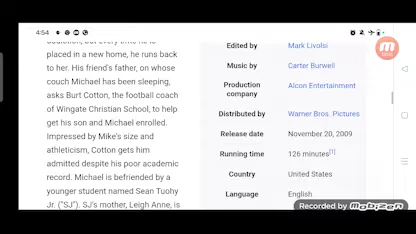 4:54
placed in a new home, he runs back
to her. His friend's father, on whose
couch Michael has been sleeping,
asks Burt Cotton, the football coach
of Wingate Christian School, to help
get his son and Michael enrolled.
Impressed by Mike's size and
athleticism, Cotton gets him
admitted despite his poor academic
record. Michael is befriended by a
younger student named Sean Tuohy
Jr. ("SJ"). SJ's mother, Leigh Anne, is
Edited by Mark Livolsi
Music by Carter Burwell
Production company Alcon Entertainment
Distributed by Warner Bros. Pictures
Release date November 20, 2009
Running time 126 minutes[1]
Country United States
Language English
Recorded by Mobizen